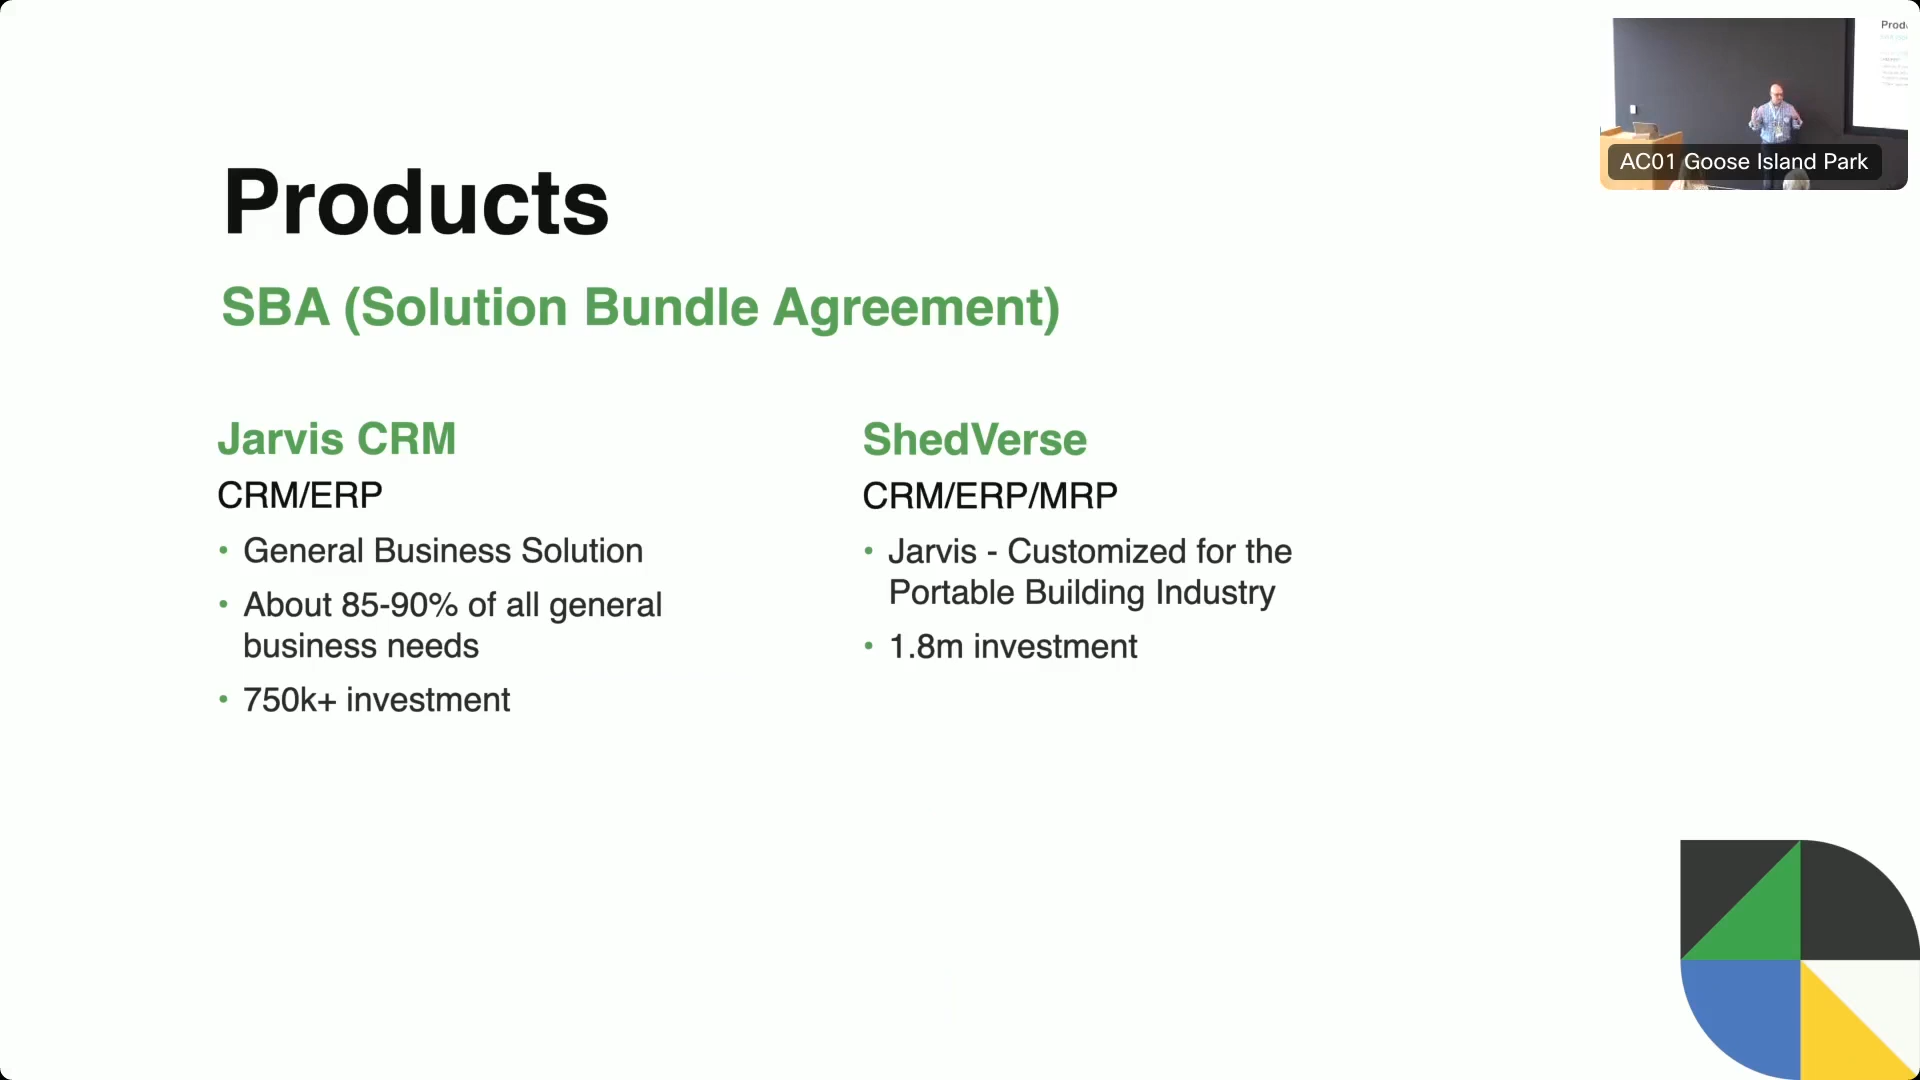 Products
SBA (Solution Bundle Agreement)
Jarvis CRM
CRM/ERP
• General Business Solution
• About 85-90% of all general
business needs
• 750k+ investment
ShedVerse
CRM/ERP/MRP
• Jarvis - Customized for the
Portable Building Industry
• 1.8m investment
AC01 Goose Island Park